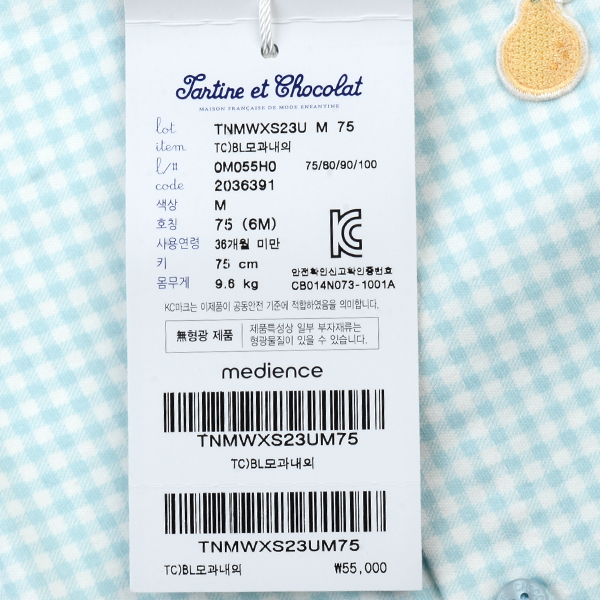 Tartine et Chocolat
MAISON FRANÇAISE DE MODE ENFANTINE
lot TNMWXS23U M 75
item TC)BL모과내의
l/# 0M055H0 75/80/90/100
code 2036391
색상 M
호칭 75 (6M)
사용연령 36개월 미만
키 75 cm
몸무게 9.6 kg
안전확인신고확인증번호
CB014N073-1001A
KC마크는 이제품이 공통안전 기준에 적합하였음을 의미합니다.
無형광 제품
제품특성상 일부 부자재류는
형광물질이 있을 수 있습니다.
medience
TNMWXS23UM75
TC)BL모과내의
TNMWXS23UM75
TC)BL모과내의 ₩55,000